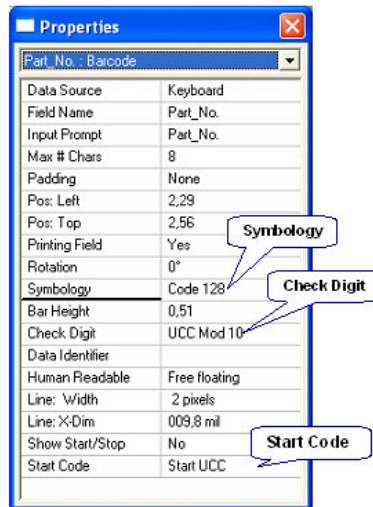 Properties
Part_No. : Barcode
Data Source Keyboard
Field Name Part_No.
Input Prompt Part_No.
Max # Chars 8
Padding None
Pos: Left 2,29
Pos: Top 2,56
Printing Field Yes
Symbology
Rotation 0°
Symbology Code 128
Check Digit
Bar Height 0,51
Check Digit UCC Mod 10
Data Identifier
Human Readable Free floating
Line: Width 2 pixels
Line: X-Dim 009,8 mil
Show Start/Stop No
Start Code
Start Code Start UCC